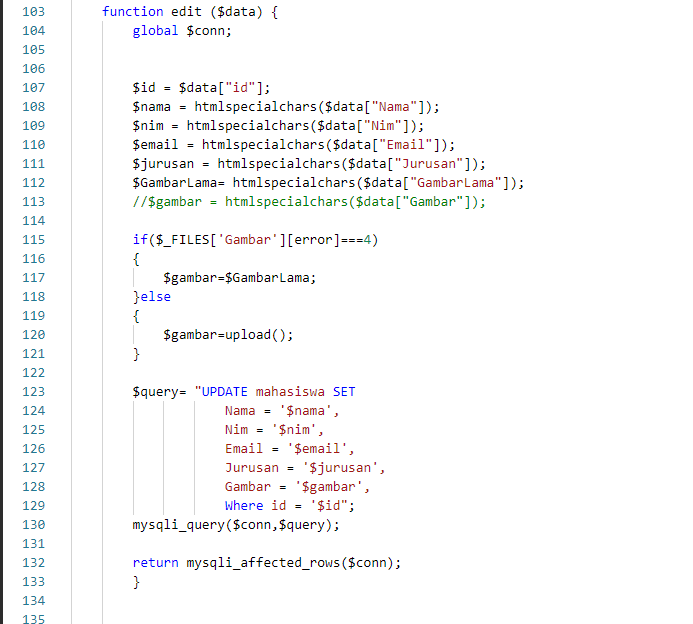 103 function edit ($data) {
104 global $conn;
105
106
107 $id = $data["id"];
108 $nama = htmlspecialchars($data["Nama"]);
109 $nim = htmlspecialchars($data["Nim"]);
110 $email = htmlspecialchars($data["Email"]);
111 $jurusan = htmlspecialchars($data["Jurusan"]);
112 $GambarLama= htmlspecialchars($data["GambarLama"]);
113 //$gambar = htmlspecialchars($data["Gambar"]);
114
115 if($_FILES['Gambar'][error]===4)
116 {
117 $gambar=$GambarLama;
118 }else
119 {
120 $gambar=upload();
121 }
122
123 $query= "UPDATE mahasiswa SET
124 Nama = '$nama',
125 Nim = '$nim',
126 Email = '$email',
127 Jurusan = '$jurusan',
128 Gambar = '$gambar',
129 Where id = '$id";
130 mysqli_query($conn,$query);
131
132 return mysqli_affected_rows($conn);
133 }
134
135